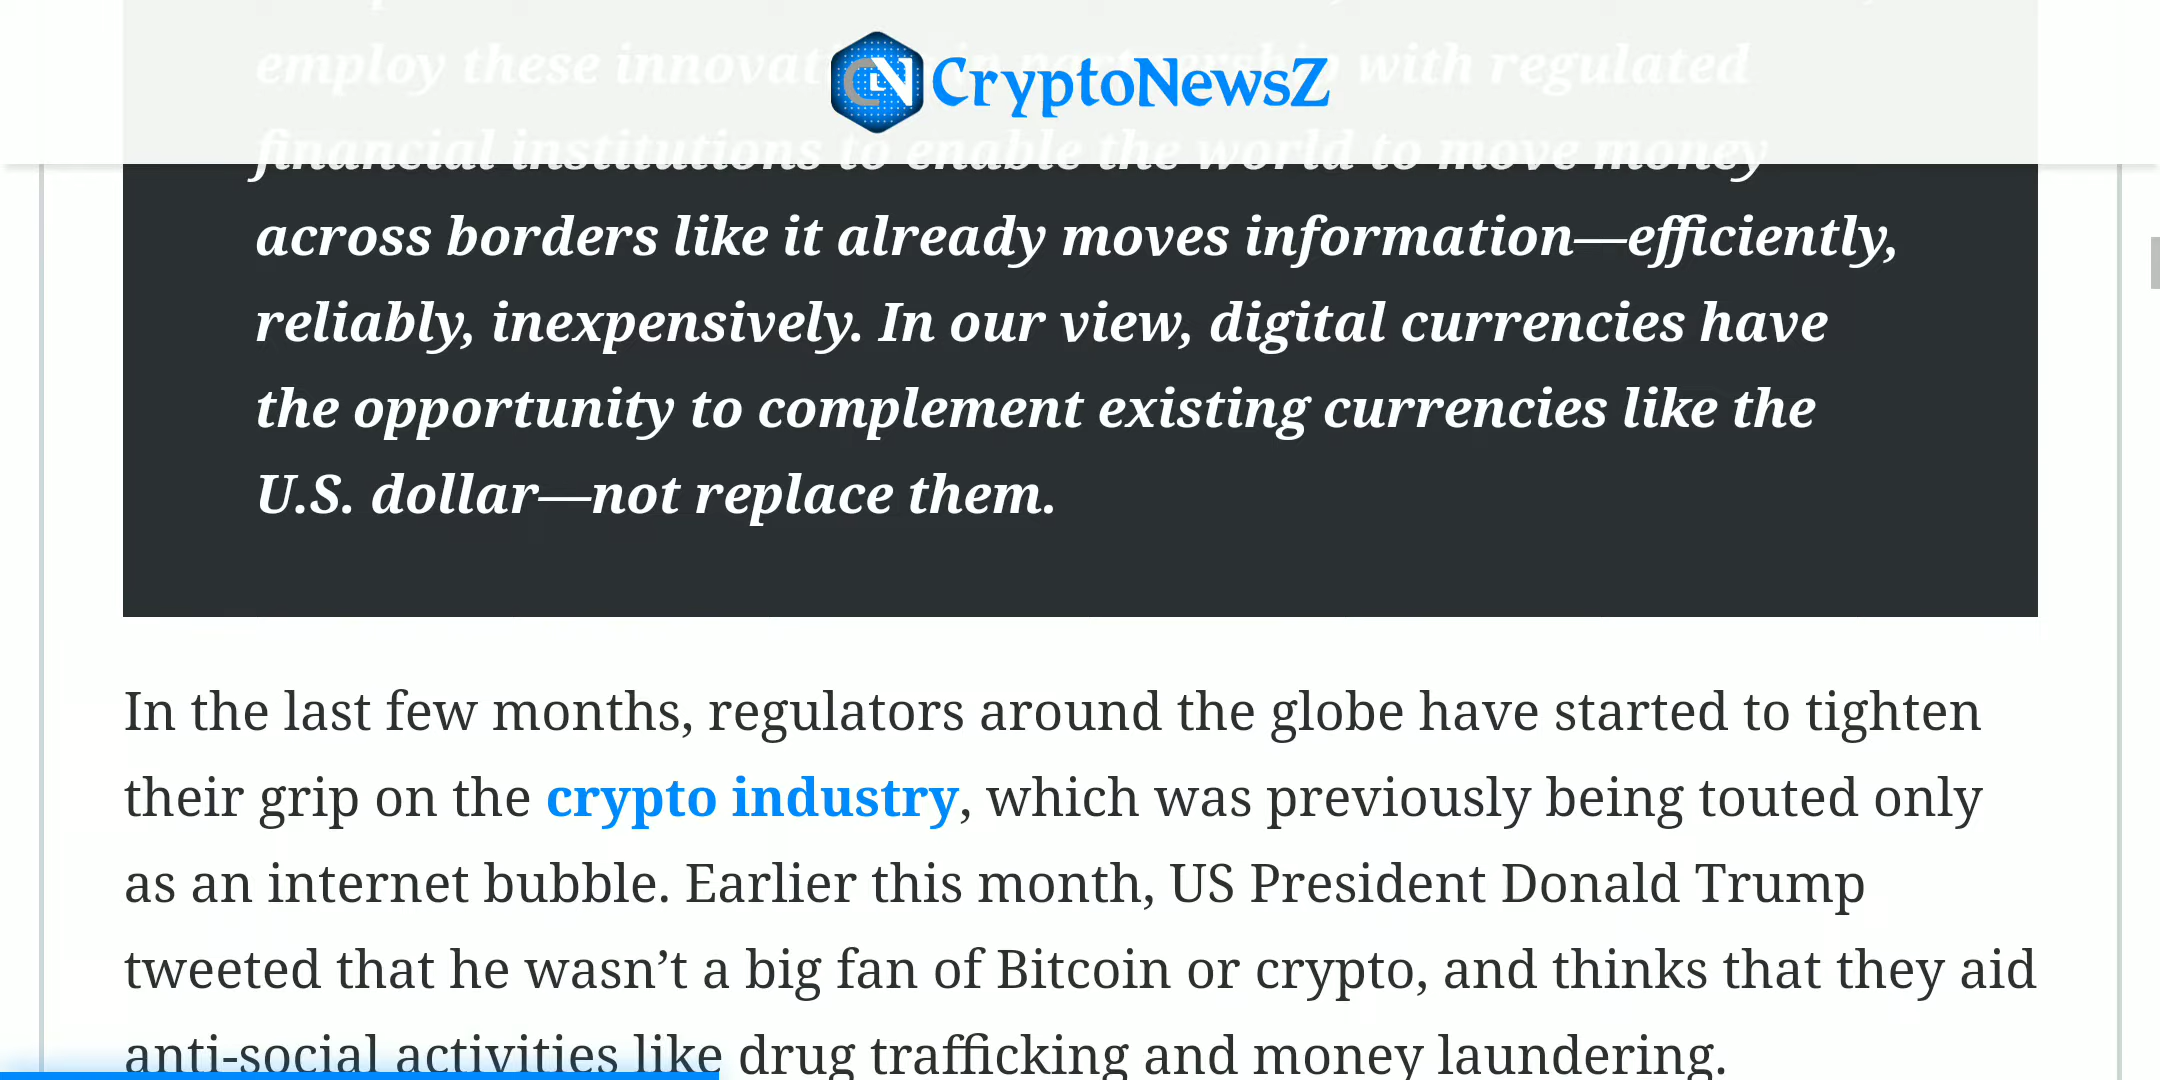 employ these innovat with regulated
CryptoNewsZ
financial institutions to enable the world to move money
across borders like it already moves information—efficiently,
reliably, inexpensively. In our view, digital currencies have
the opportunity to complement existing currencies like the
U.S. dollar—not replace them.
In the last few months, regulators around the globe have started to tighten
their grip on the crypto industry, which was previously being touted only
as an internet bubble. Earlier this month, US President Donald Trump
tweeted that he wasn’t a big fan of Bitcoin or crypto, and thinks that they aid
anti-social activities like drug trafficking and money laundering.